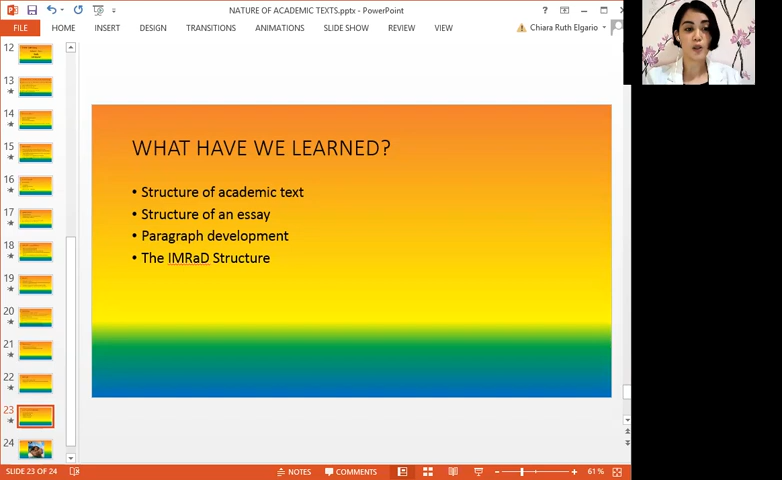 NATURE OF ACADEMIC TEXTS.pptx - PowerPoint
FILE HOME INSERT DESIGN TRANSITIONS ANIMATIONS SLIDE SHOW REVIEW VIEW Chiara Ruth Elgario
12
13
14
15
16
17
18
19
20
21
22
23
24
WHAT HAVE WE LEARNED?
• Structure of academic text
• Structure of an essay
• Paragraph development
• The IMRaD Structure
SLIDE 23 OF 24 NOTES COMMENTS 61%